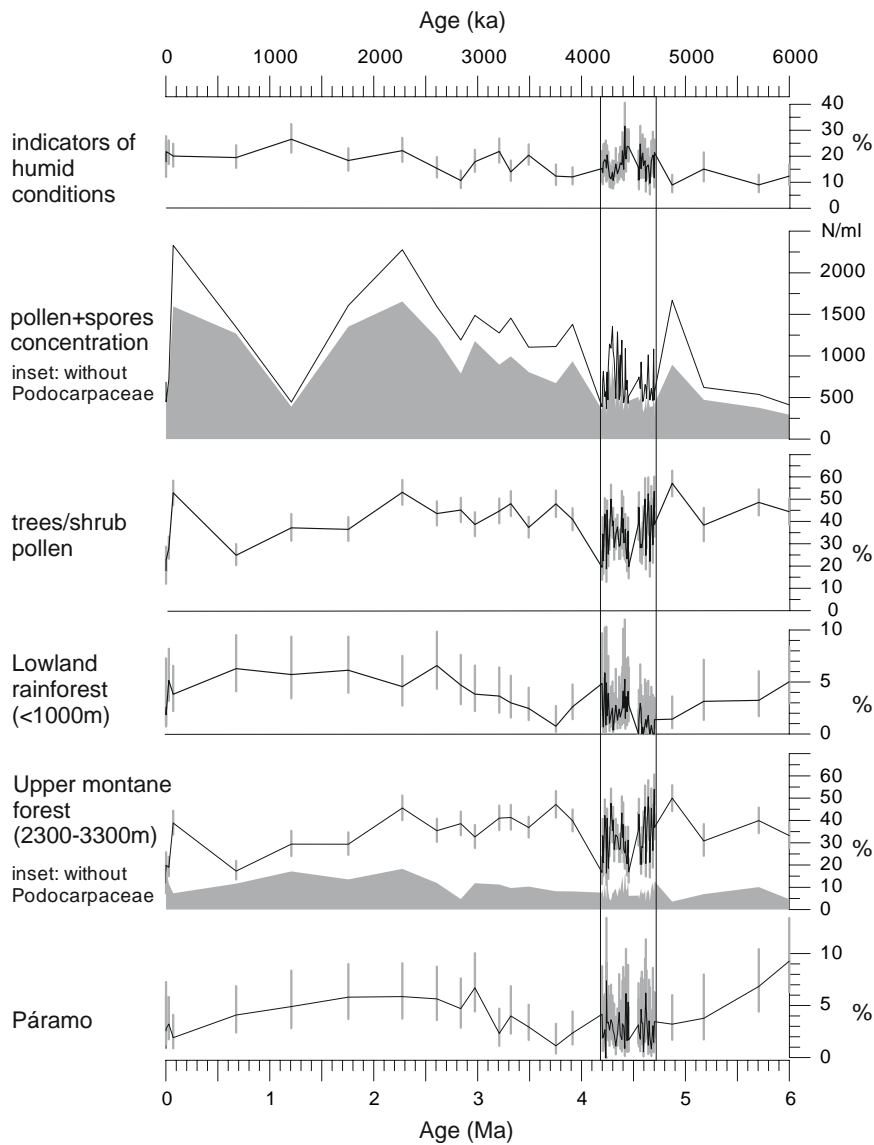 Age (ka)
0 1000 2000 3000 4000 5000 6000
indicators of
humid
conditions
40
30
20
10
0
%
N/ml
pollen+spores
concentration
inset: without
Podocarpaceae
2000
1500
1000
500
0
trees/shrub
pollen
60
50
40
30
20
10
0
%
Lowland
rainforest
(<1000m)
10
5
0
%
Upper montane
forest
(2300-3300m)
inset: without
Podocarpaceae
60
50
40
30
20
10
0
%
Páramo
10
5
0
%
0 1 2 3 4 5 6
Age (Ma)